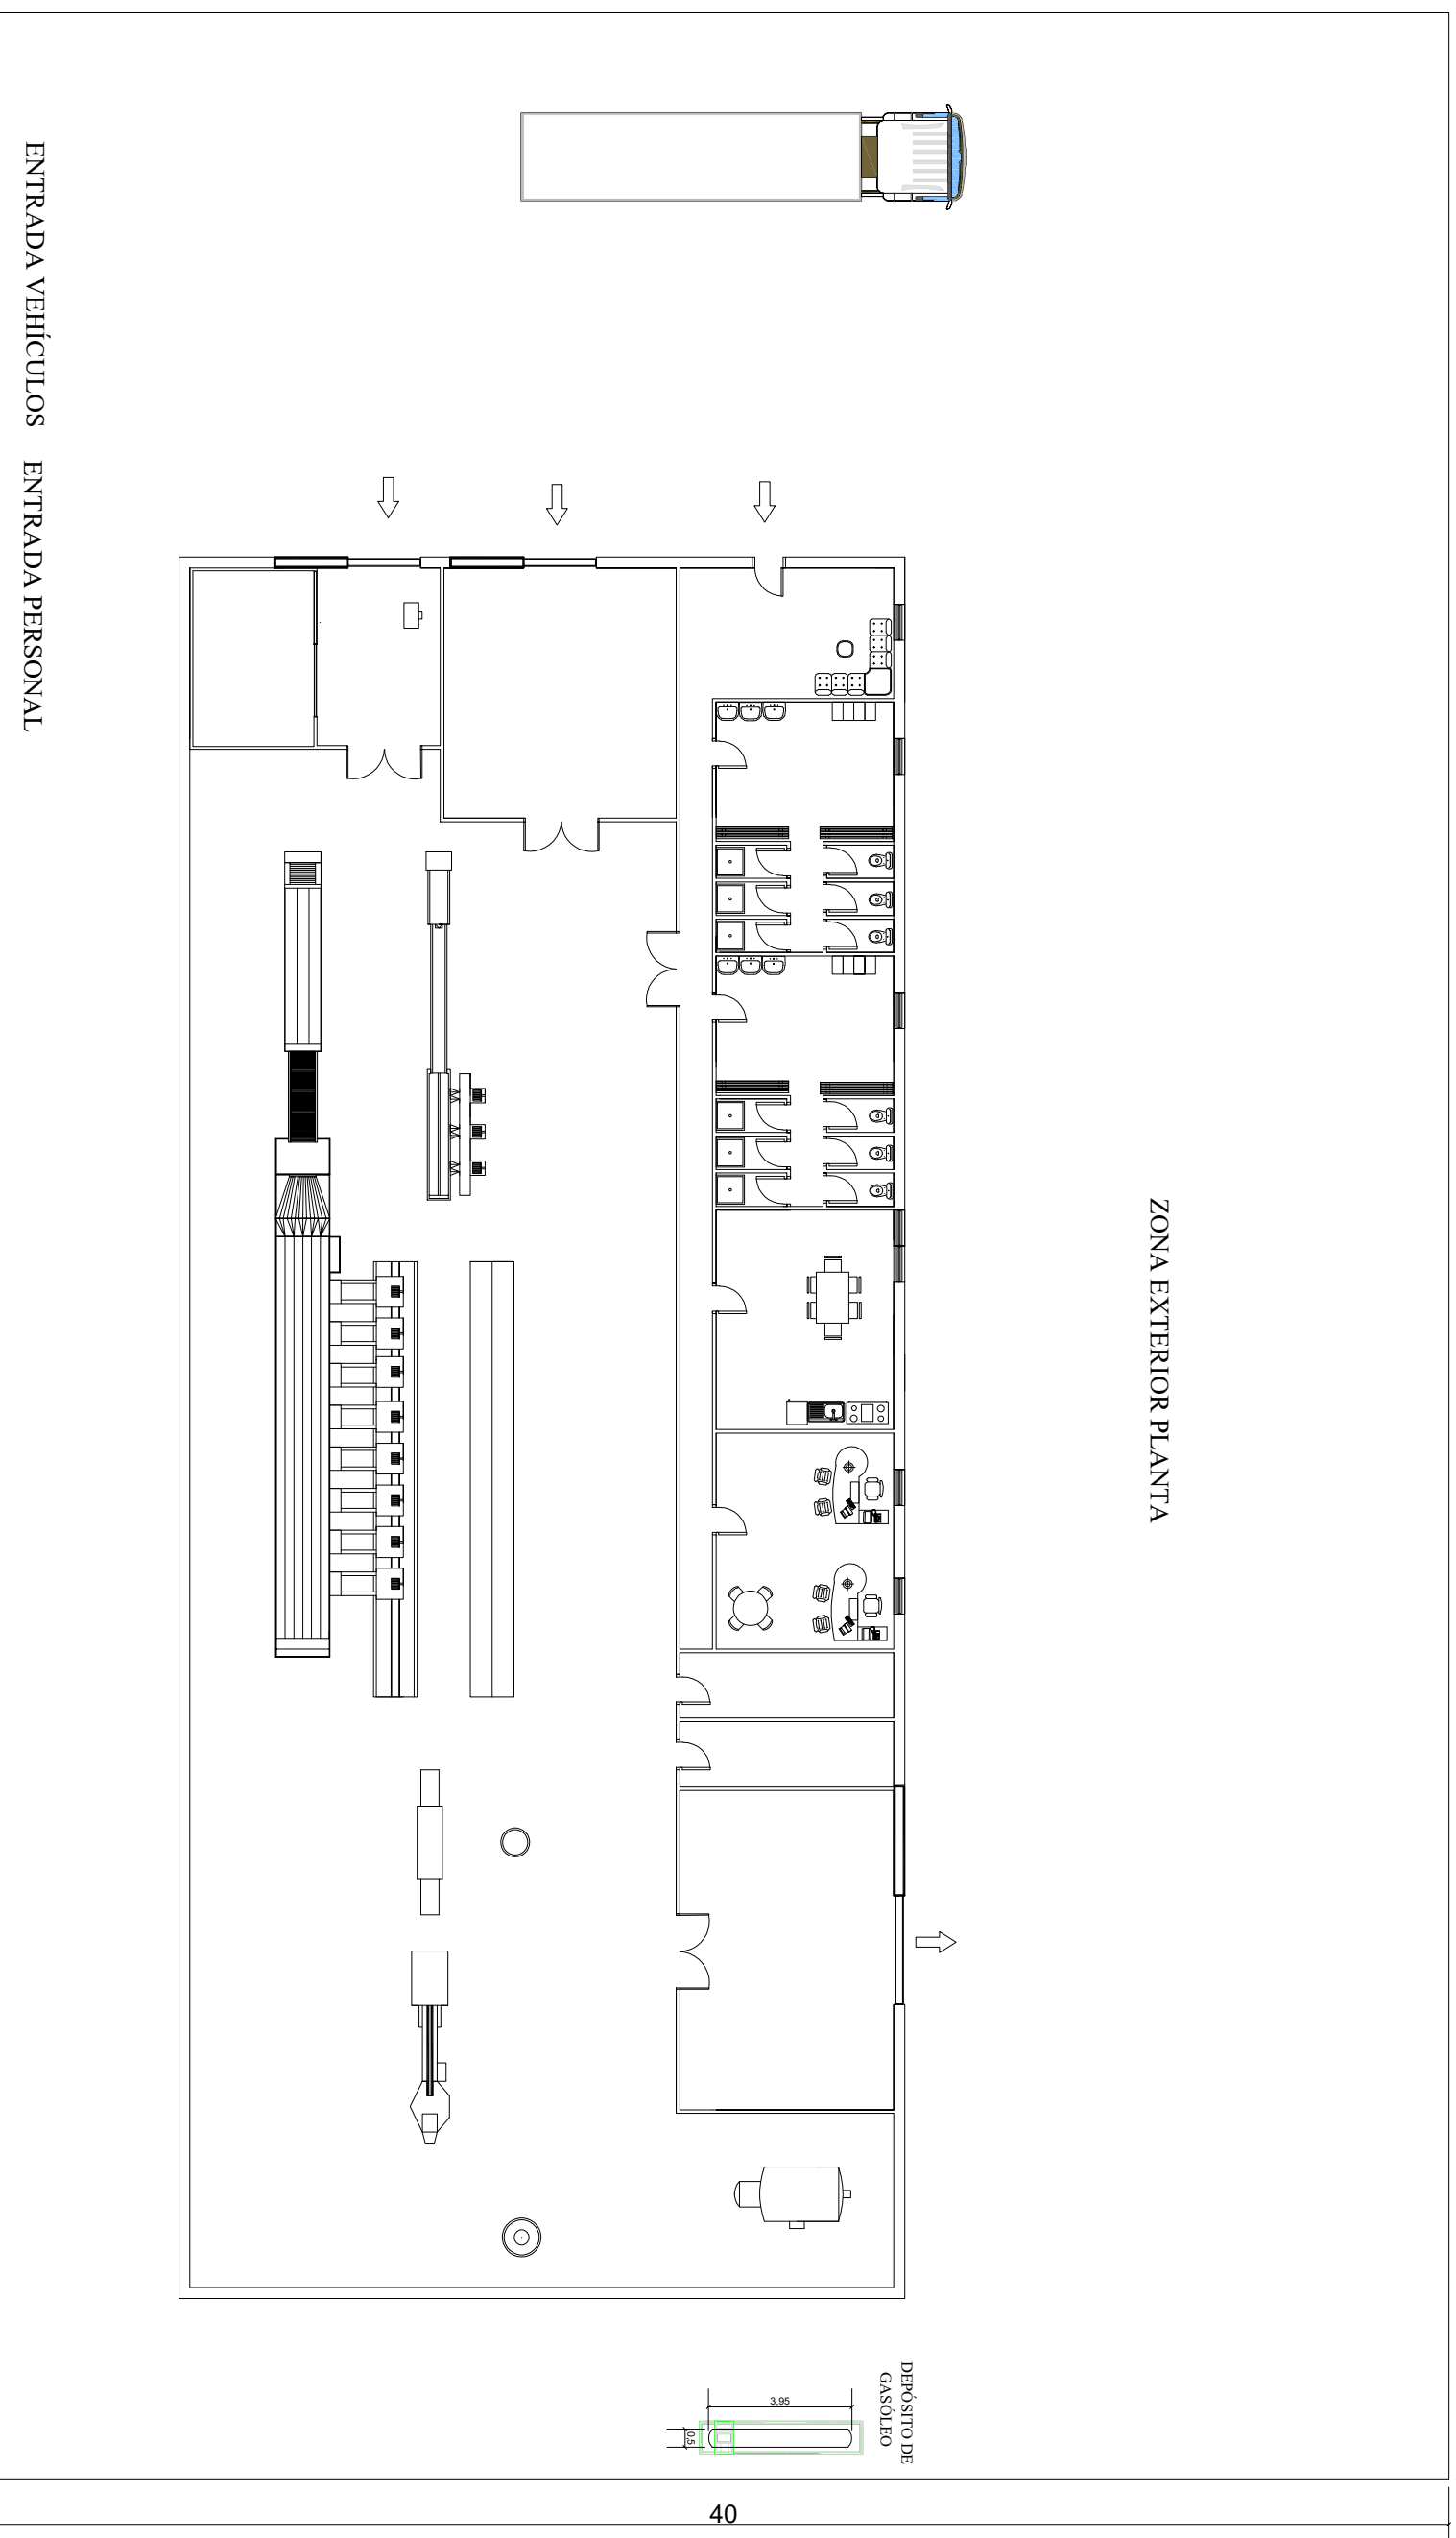 ENTRADA VEHÍCULOS
ENTRADA PERSONAL
ZONA EXTERIOR PLANTA
DEPÓSITO DE
GASÓLEO
3,95
0,5
40